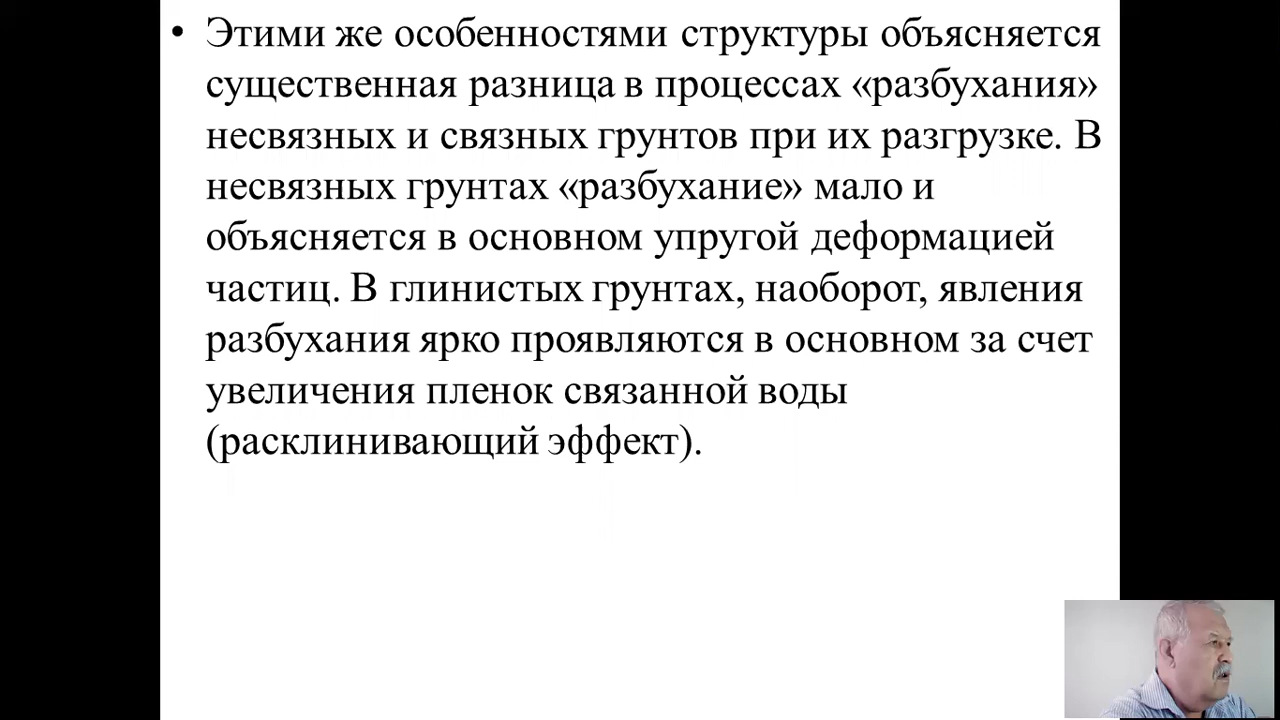 • Этими же особенностями структуры объясняется
существенная разница в процессах «разбухания»
несвязных и связных грунтов при их разгрузке. В
несвязных грунтах «разбухание» мало и
объясняется в основном упругой деформацией
частиц. В глинистых грунтах, наоборот, явления
разбухания ярко проявляются в основном за счет
увеличения пленок связанной воды
(расклинивающий эффект).